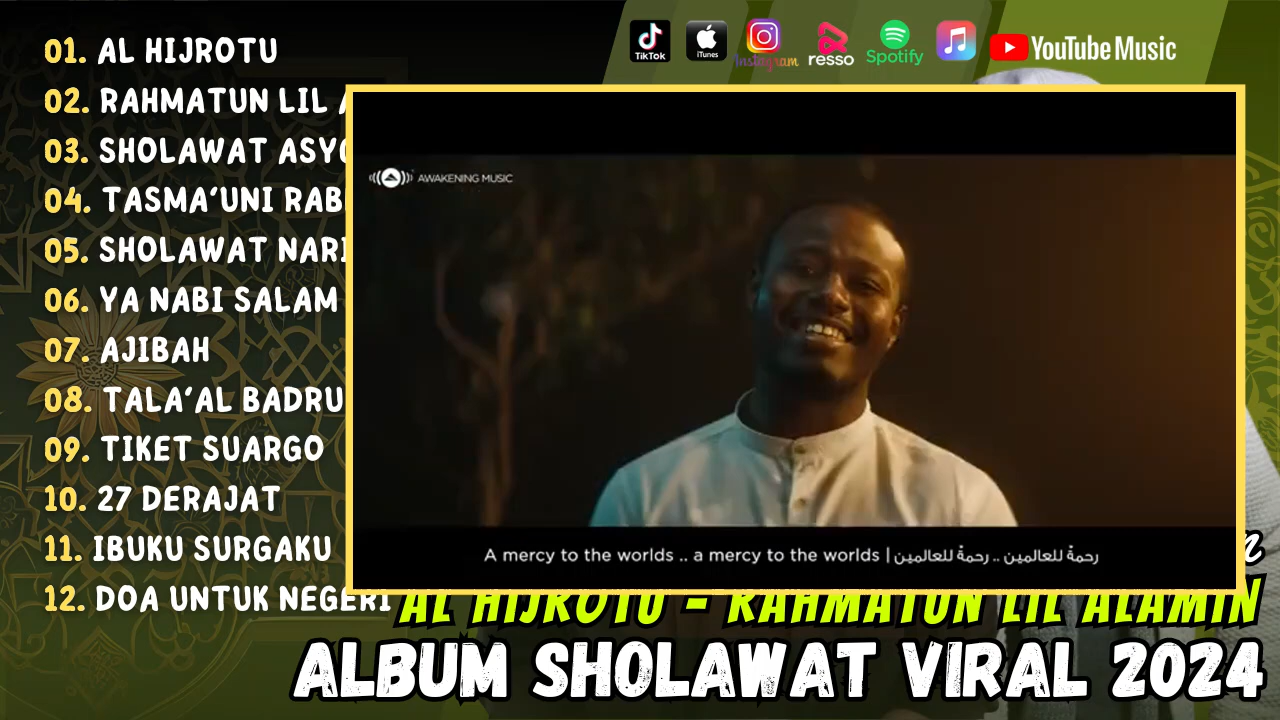 01. AL HIJROTU
02. RAHMATUN LIL
03. SHOLAWAT
04. TASMA'UNI
05. SHOLAWAT
06. YA NABI SALAM
07. AJIBAH
08. TALA'AL BADRU
09. TIKET SUARGO
10. 27 DERAJAT
11. IBUKU SURGAKU
12. DOA UNTUK NEGERI
TikTok
iTunes
Instagram
resso
Spotify
YouTube Music
AWAKENING MUSIC
A mercy to the worlds .. a mercy to the worlds | رحمةً للعالمين .. رحمةً للعالمين
AL HIJROTU - RAHMATUN LIL ALAMIN
ALBUM SHOLAWAT VIRAL 2024